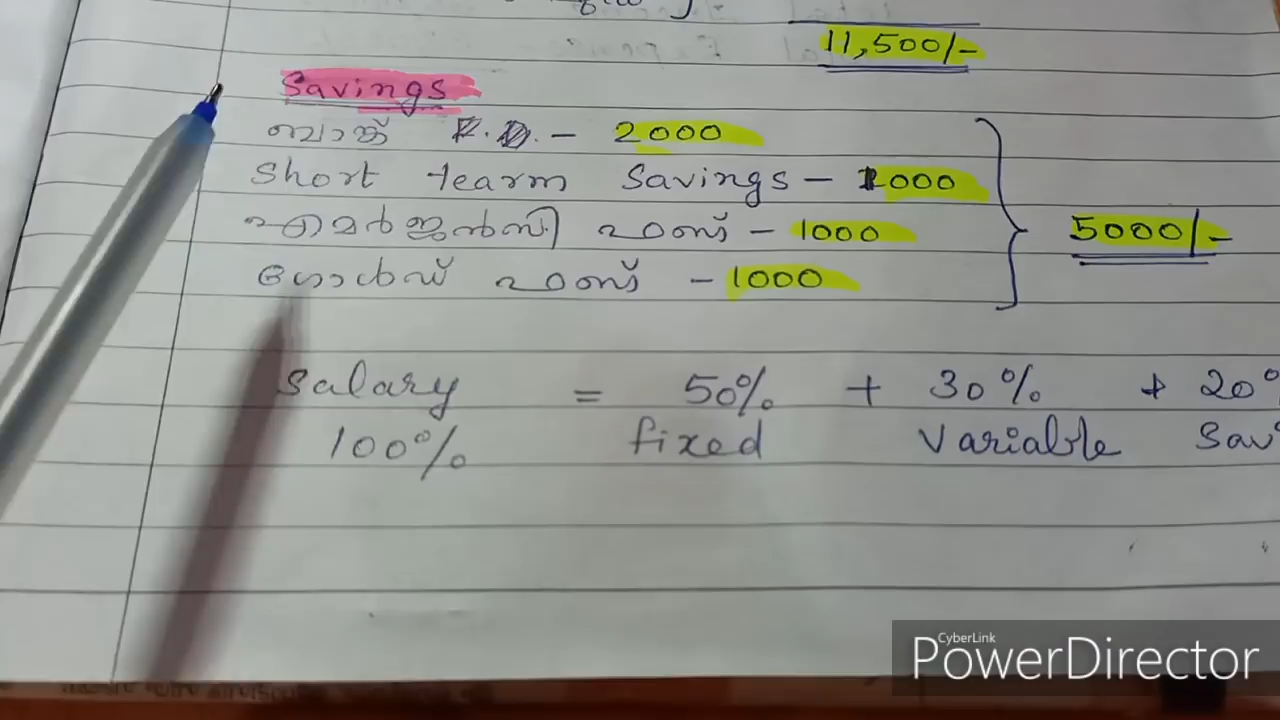 11,500/-
Savings
ബാങ്ക് F.D. - 2000
Short tearm Savings - 1000
എമർജൻസി ഫണ്ട് - 1000
ഗോൾഡ് ഫണ്ട് - 1000
5000/-
Salary = 50% + 30% + 20%
100% fixed Variable Sav
CyberLink
PowerDirector